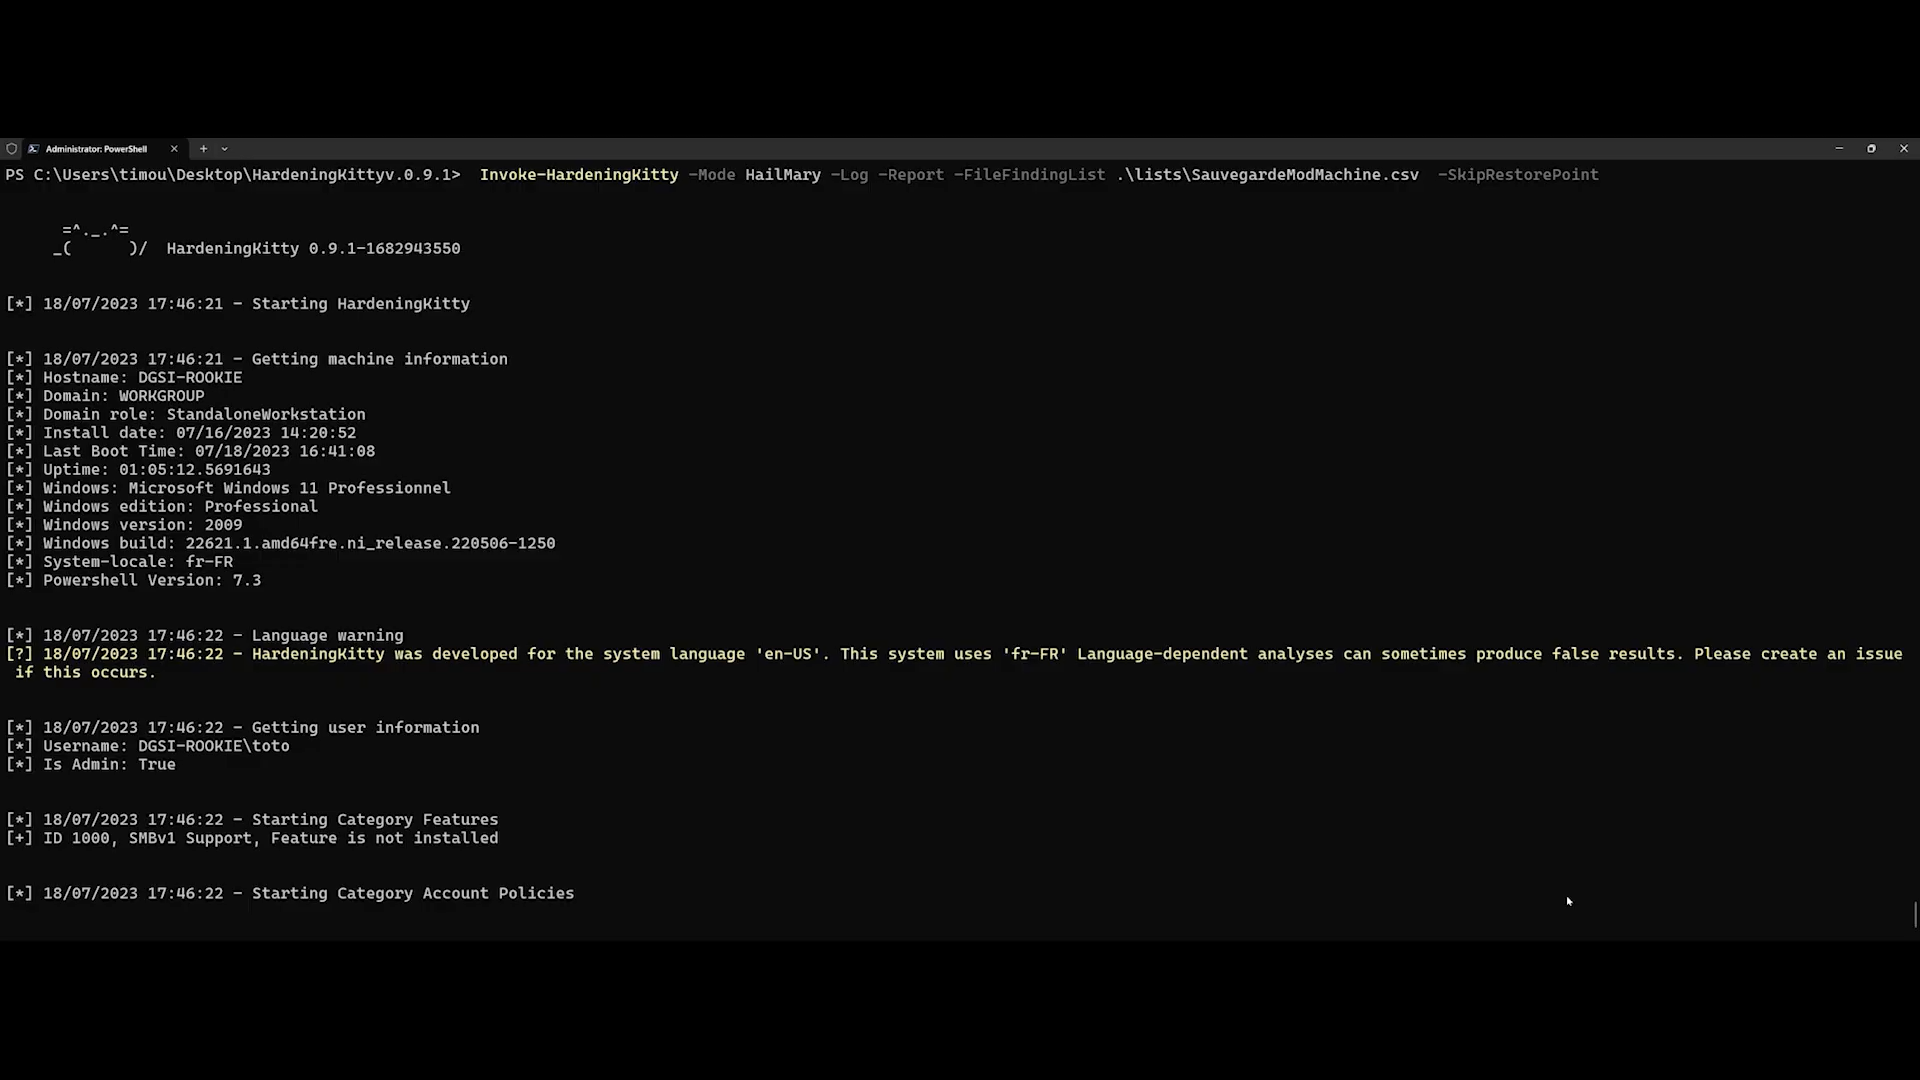 Administrator: PowerShell
PS C:\Users\timou\Desktop\HardeningKittyv.0.9.1>  Invoke-HardeningKitty -Mode HailMary -Log -Report -FileFindingList .\lists\SauvegardeModMachine.csv  -SkipRestorePoint
=^._.^=
_(      )/  HardeningKitty 0.9.1-1682943550
[*] 18/07/2023 17:46:21 - Starting HardeningKitty
[*] 18/07/2023 17:46:21 - Getting machine information
[*] Hostname: DGSI-ROOKIE
[*] Domain: WORKGROUP
[*] Domain role: StandaloneWorkstation
[*] Install date: 07/16/2023 14:20:52
[*] Last Boot Time: 07/18/2023 16:41:08
[*] Uptime: 01:05:12.5691643
[*] Windows: Microsoft Windows 11 Professionnel
[*] Windows edition: Professional
[*] Windows version: 2009
[*] Windows build: 22621.1.amd64fre.ni_release.220506-1250
[*] System-locale: fr-FR
[*] Powershell Version: 7.3
[*] 18/07/2023 17:46:22 - Language warning
[?] 18/07/2023 17:46:22 - HardeningKitty was developed for the system language 'en-US'. This system uses 'fr-FR' Language-dependent analyses can sometimes produce false results. Please create an issue
if this occurs.
[*] 18/07/2023 17:46:22 - Getting user information
[*] Username: DGSI-ROOKIE\toto
[*] Is Admin: True
[*] 18/07/2023 17:46:22 - Starting Category Features
[+] ID 1000, SMBv1 Support, Feature is not installed
[*] 18/07/2023 17:46:22 - Starting Category Account Policies